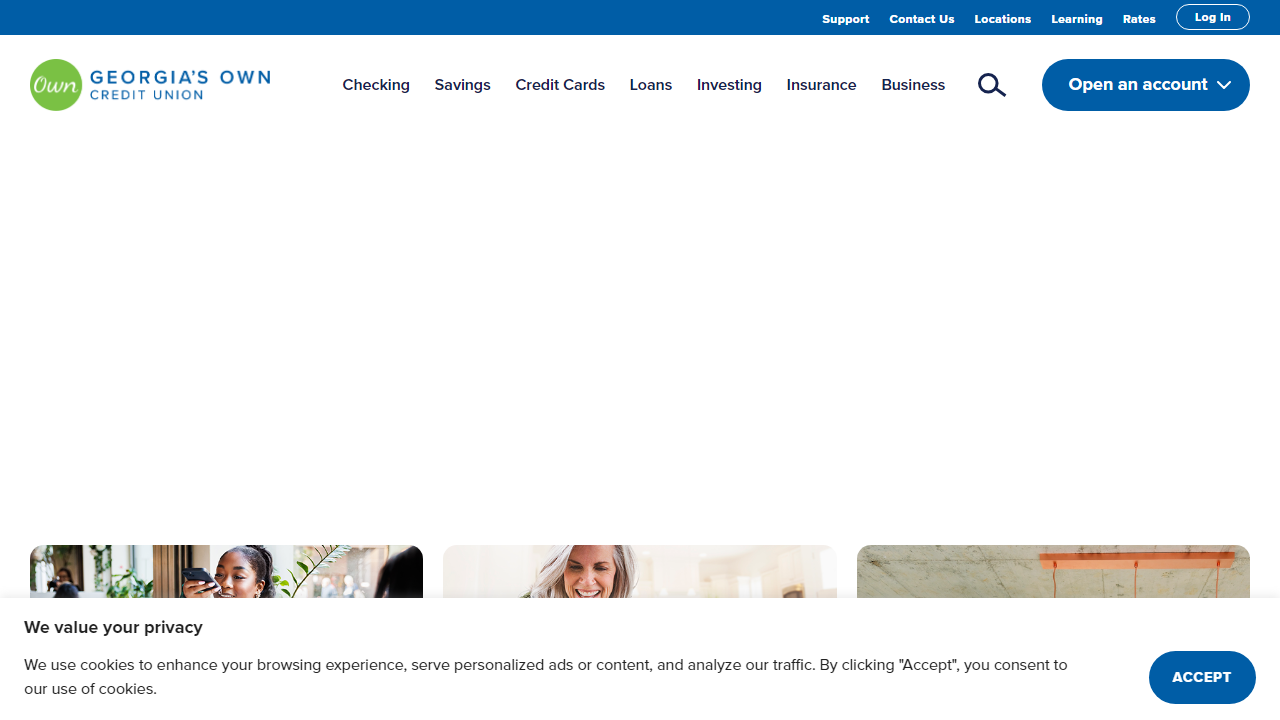 Support Contact Us Locations Learning Rates Log In
Own GEORGIA'S OWN
CREDIT UNION
Checking Savings Credit Cards Loans Investing Insurance Business Open an account
We value your privacy
We use cookies to enhance your browsing experience, serve personalized ads or content, and analyze our traffic. By clicking "Accept", you consent to
our use of cookies.
ACCEPT